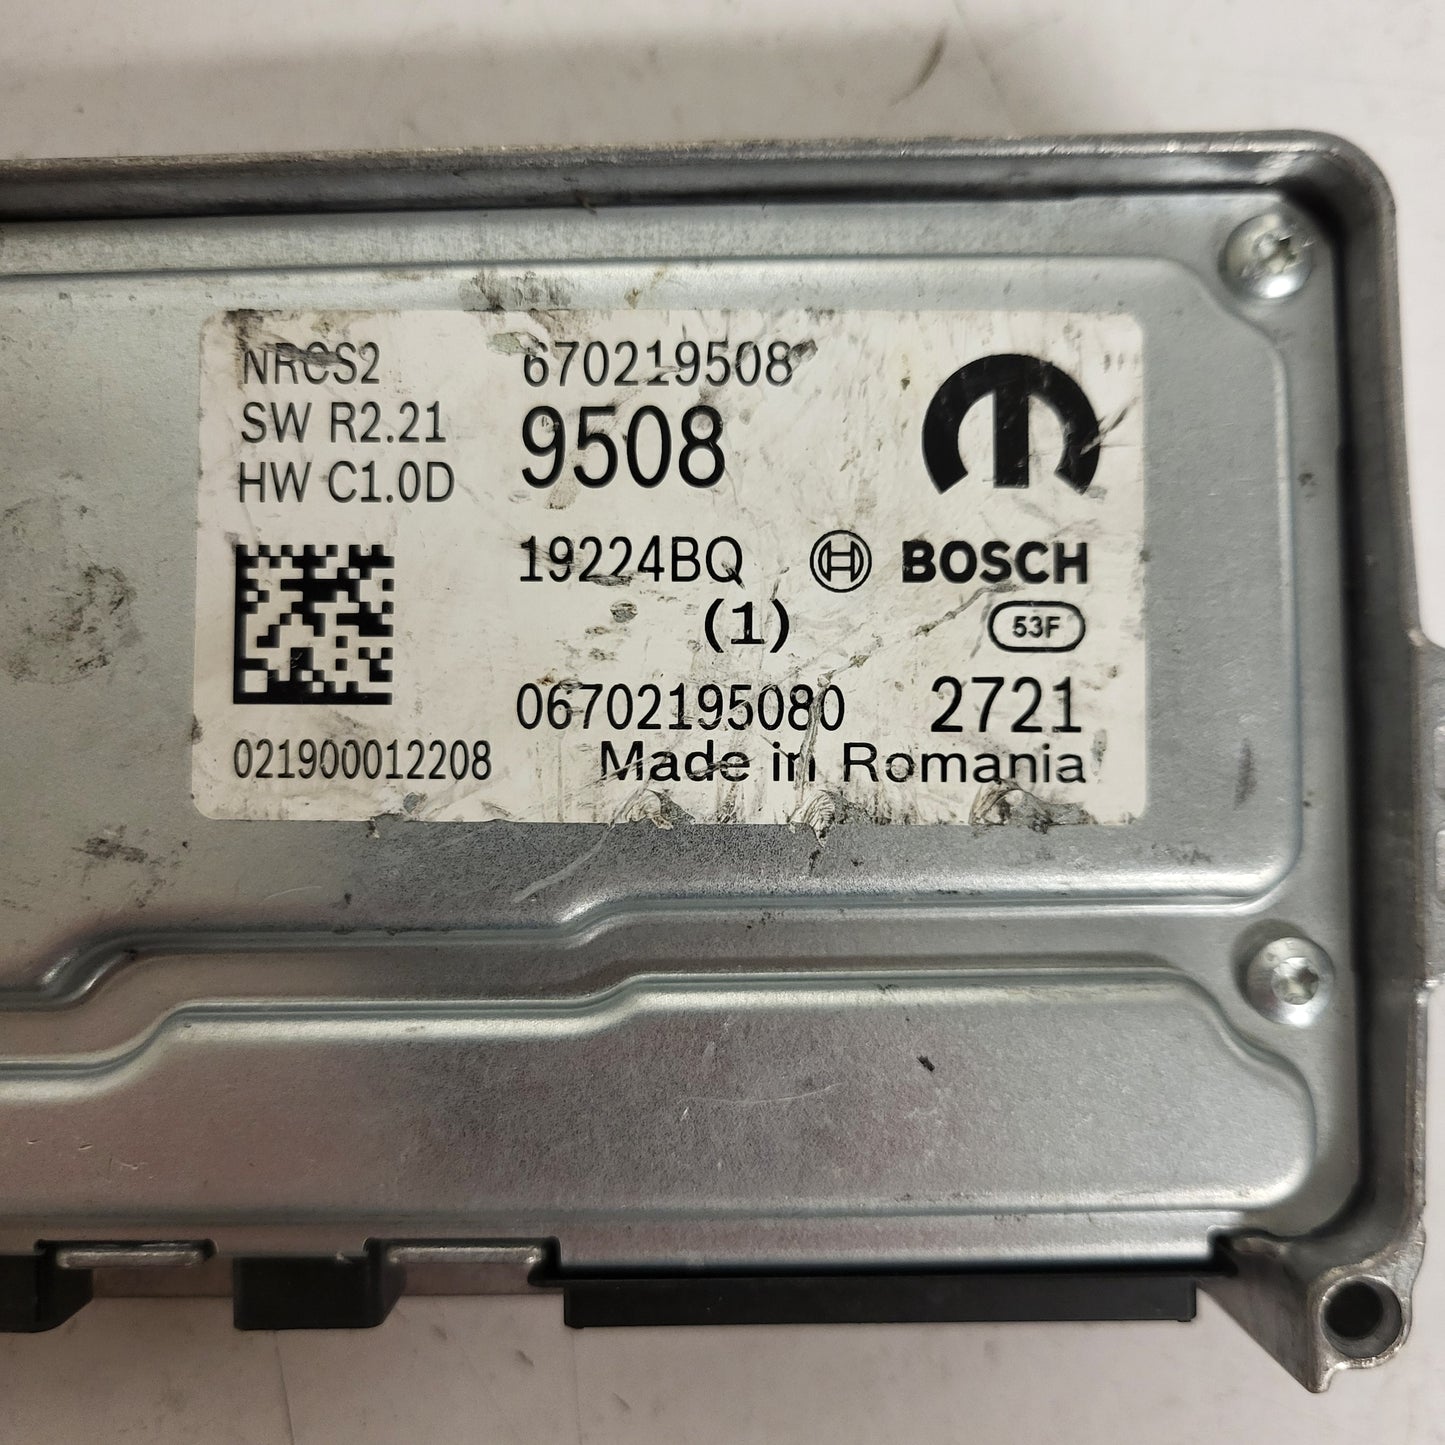 NRCS2 670219508
SW R2.21 9508
HW C1.0D
19224BQ BOSCH
(1) 53F
06702195080 2721
021900012208 Made in Romania